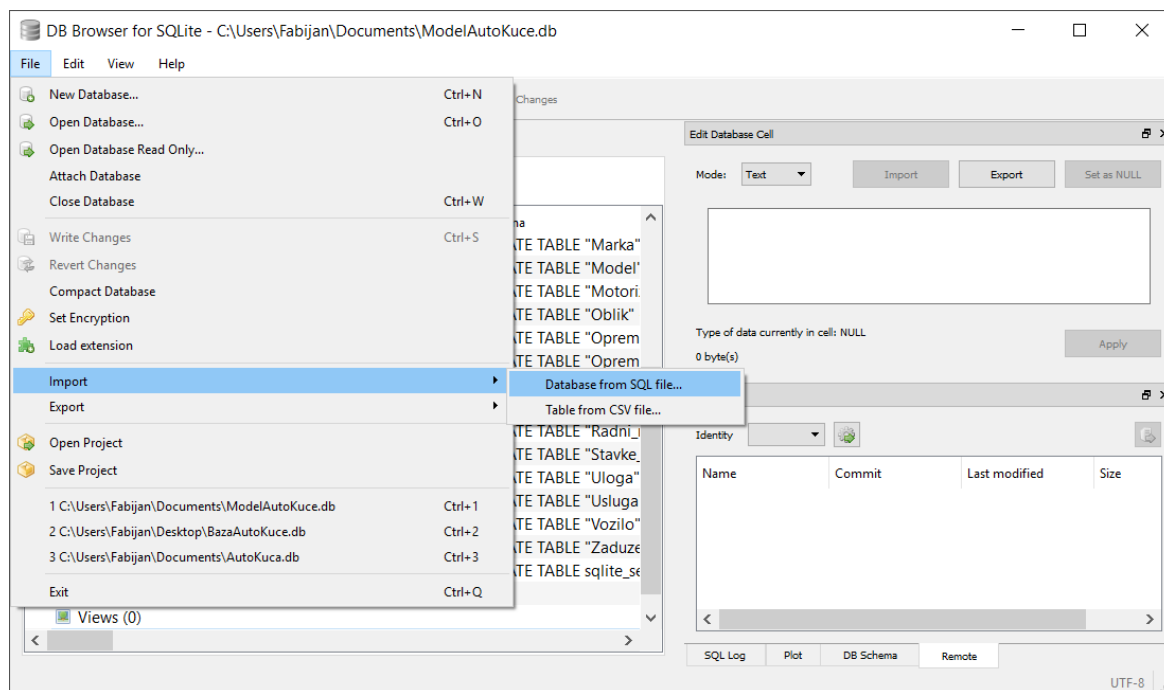 DB Browser for SQLite - C:\Users\Fabijan\Documents\ModelAutoKuce.db
File Edit View Help
New Database... Ctrl+N
Open Database... Ctrl+O
Open Database Read Only...
Attach Database
Close Database Ctrl+W
Write Changes Ctrl+S
Revert Changes
Compact Database
Set Encryption
Load extension
Import
Export
Open Project
Save Project
1 C:\Users\Fabijan\Documents\ModelAutoKuce.db Ctrl+1
2 C:\Users\Fabijan\Desktop\BazaAutoKuce.db Ctrl+2
3 C:\Users\Fabijan\Documents\AutoKuca.db Ctrl+3
Exit Ctrl+Q
Database from SQL file...
Table from CSV file...
Changes
na
ATE TABLE "Marka"
ATE TABLE "Model"
ATE TABLE "Motori
ATE TABLE "Oblik"
ATE TABLE "Oprem
ATE TABLE "Oprem
ATE TABLE "Radni_
ATE TABLE "Stavke_
ATE TABLE "Uloga"
ATE TABLE "Usluga
ATE TABLE "Vozilo"
ATE TABLE "Zaduze
ATE TABLE sqlite_se
Views (0)
Edit Database Cell
Mode: Text Import Export Set as NULL
Type of data currently in cell: NULL
0 byte(s)
Apply
Identity
Name Commit Last modified Size
SQL Log Plot DB Schema Remote
UTF-8